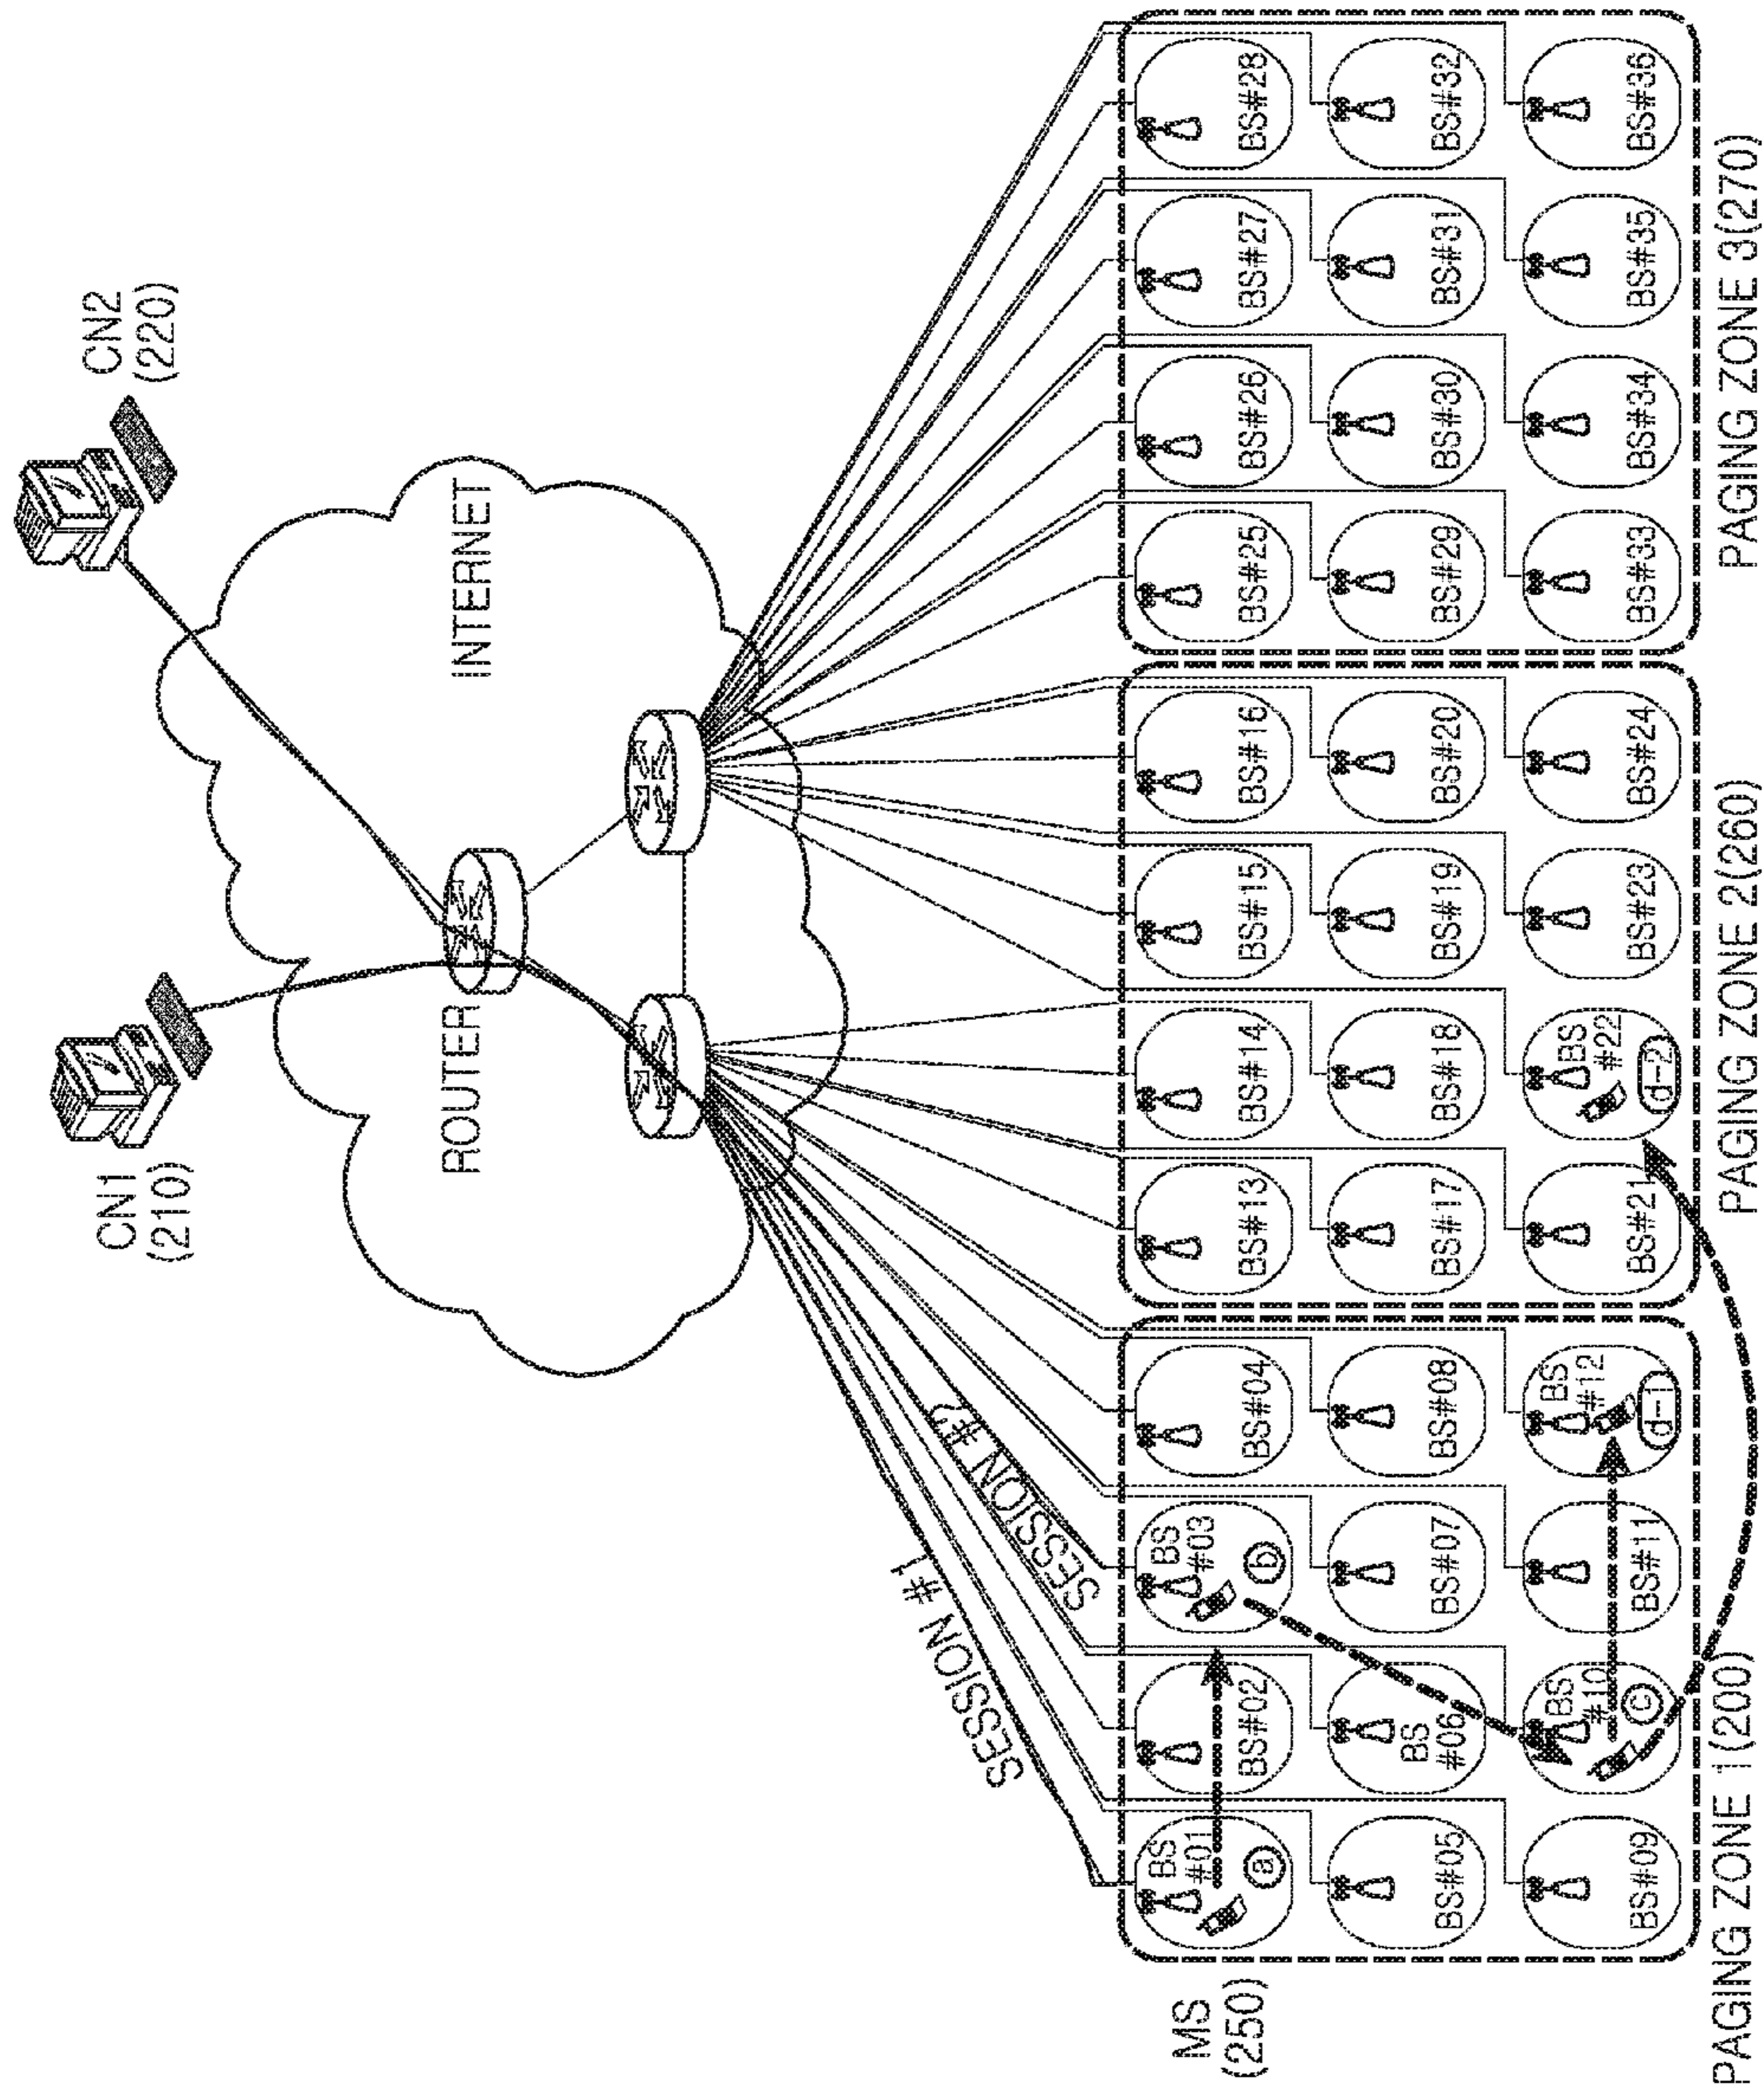 CN1
(210)
CN2
(220)
ROUTER
INTERNET
SESSION #1
SESSION #2
MS
(250)
BS
#01
a
BS#02
BS
#03
b
BS#04
BS#05
BS
#06
BS#07
BS#08
BS#09
BS
#10
c
BS#11
BS
#12
d-1
PAGING ZONE 1(200)
BS#13
BS#14
BS#15
BS#16
BS#17
BS#18
BS#19
BS#20
BS#21
BS
#22
d-2
BS#23
BS#24
PAGING ZONE 2(260)
BS#25
BS#26
BS#27
BS#28
BS#29
BS#30
BS#31
BS#32
BS#33
BS#34
BS#35
BS#36
PAGING ZONE 3(270)